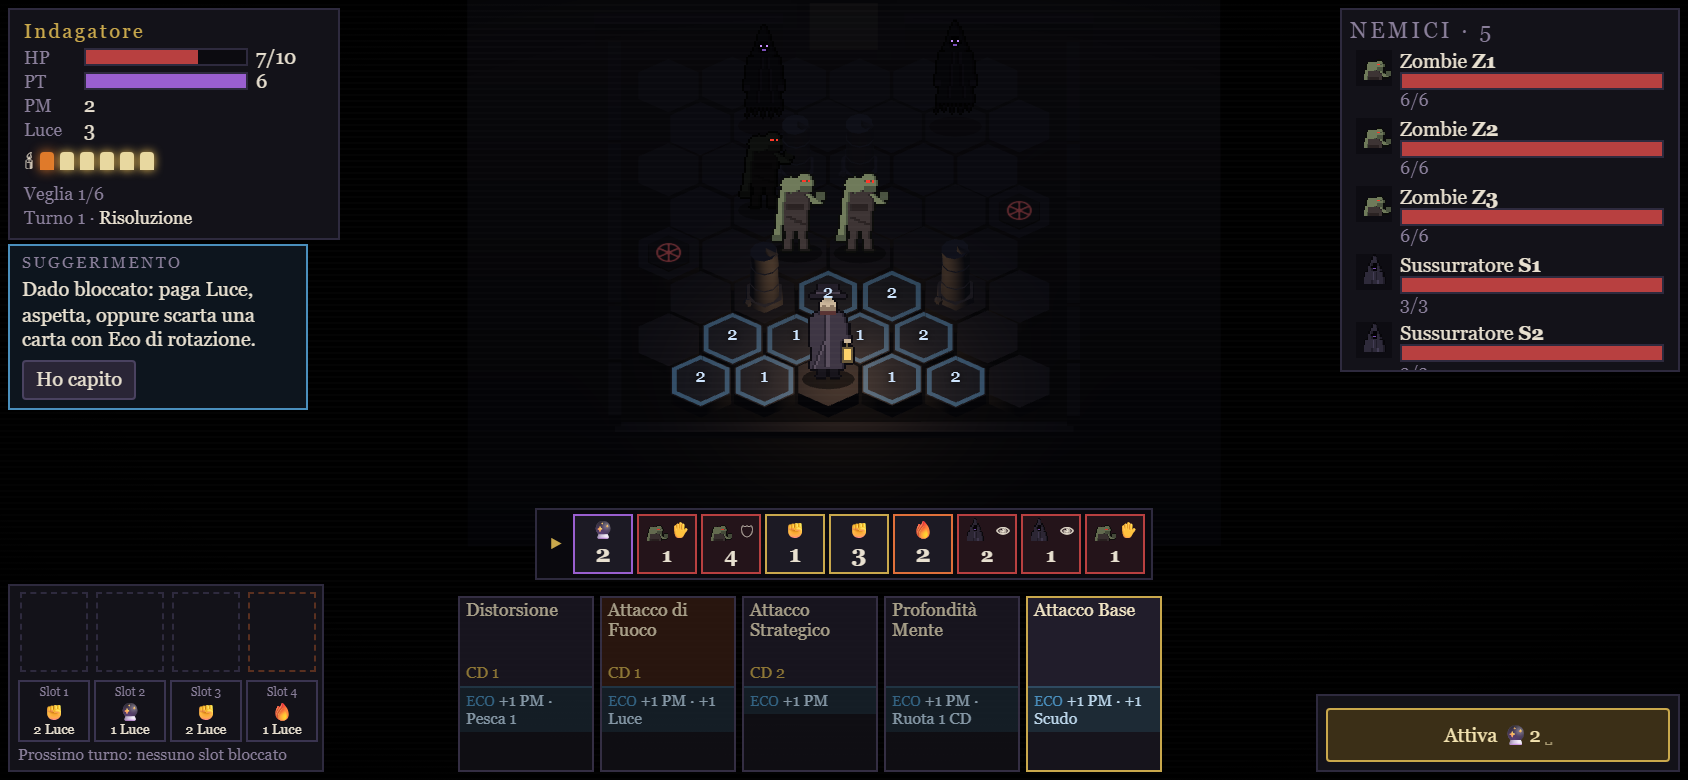 Indagatore
HP 7/10
PT 6
PM 2
Luce 3
Veglia 1/6
Turno 1 · Risoluzione
SUGGERIMENTO
Dado bloccato: paga Luce,
aspetta, oppure scarta una
carta con Eco di rotazione.
Ho capito
NEMICI · 5
Zombie Z1
6/6
Zombie Z2
6/6
Zombie Z3
6/6
Sussurratore S1
3/3
Sussurratore S2
2 2
2 1 1 2
2 1 1 2
2 1 4 1 3 2 2 1 1
Slot 1
2 Luce
Slot 2
1 Luce
Slot 3
2 Luce
Slot 4
1 Luce
Prossimo turno: nessuno slot bloccato
Distorsione
CD 1
ECO +1 PM ·
Pesca 1
Attacco di
Fuoco
CD 1
ECO +1 PM · +1
Luce
Attacco
Strategico
CD 2
ECO +1 PM
Profondità
Mente
ECO +1 PM ·
Ruota 1 CD
Attacco Base
ECO +1 PM · +1
Scudo
Attiva 2